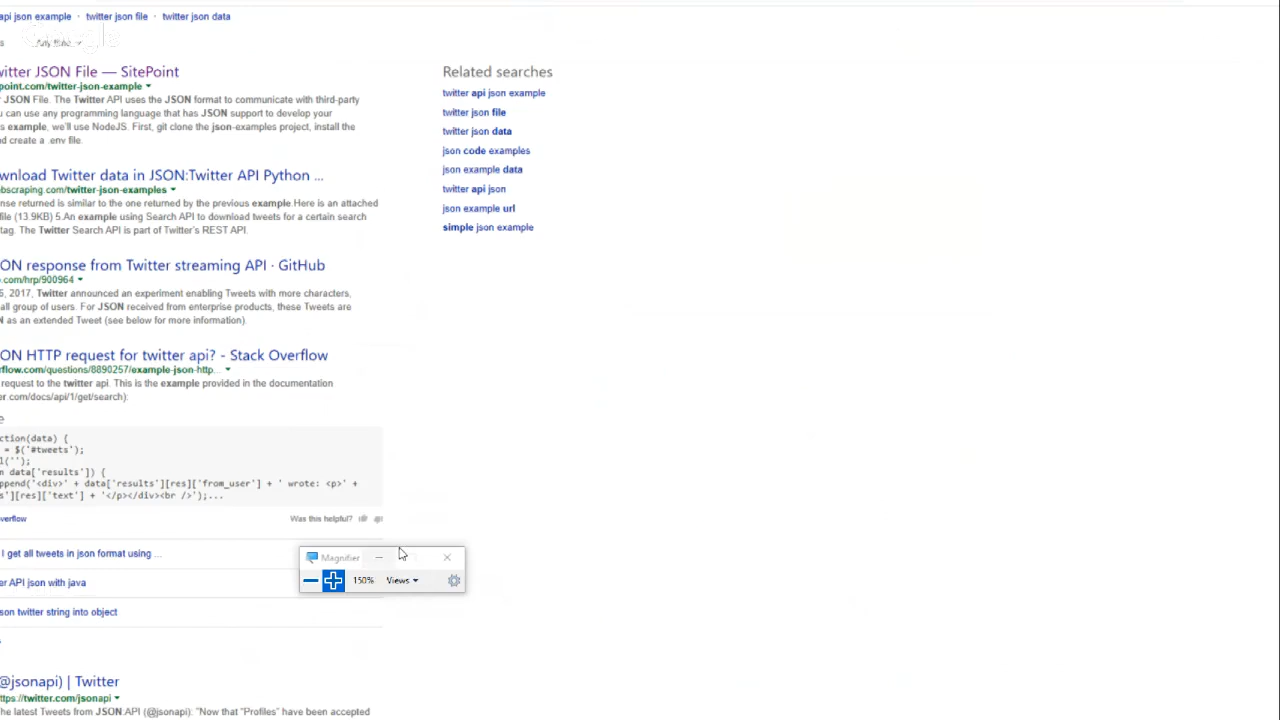 api json example · twitter json file · twitter json data
s Any time
Google
witter JSON File — SitePoint
point.com/twitter-json-example
JSON File. The Twitter API uses the JSON format to communicate with third-party
u can use any programming language that has JSON support to develop your
s example, we'll use NodeJS. First, git clone the json-examples project, install the
nd create a .env file.
wnload Twitter data in JSON:Twitter API Python ...
bscraping.com/twitter-json-examples
nse returned is similar to the one returned by the previous example.Here is an attached
file (13.9KB) 5.An example using Search API to download tweets for a certain search
tag. The Twitter Search API is part of Twitter's REST API.
ON response from Twitter streaming API · GitHub
.com/hrp/900964
6, 2017, Twitter announced an experiment enabling Tweets with more characters,
all group of users. For JSON received from enterprise products, these Tweets are
N as an extended Tweet (see below for more information).
ON HTTP request for twitter api? - Stack Overflow
rflow.com/questions/8890257/example-json-http...
request to the twitter api. This is the example provided in the documentation
er.com/docs/api/1/get/search):
e
ction(data) {
= $('#tweets');
l('');
n data['results']) {
ppend('<div>' + data['results'][res]['from_user'] + ' wrote: <p>' +
s'][res]['text'] + '</p></div><br />');...
verflow Was this helpful?
I get all tweets in json format using ...
er API json with java
son twitter string into object
s
@jsonapi) | Twitter
ttps://twitter.com/jsonapi
he latest Tweets from JSON:API (@jsonapi): "Now that "Profiles" have been accepted
Related searches
twitter api json example
twitter json file
twitter json data
json code examples
json example data
twitter api json
json example url
simple json example
Magnifier
150% Views